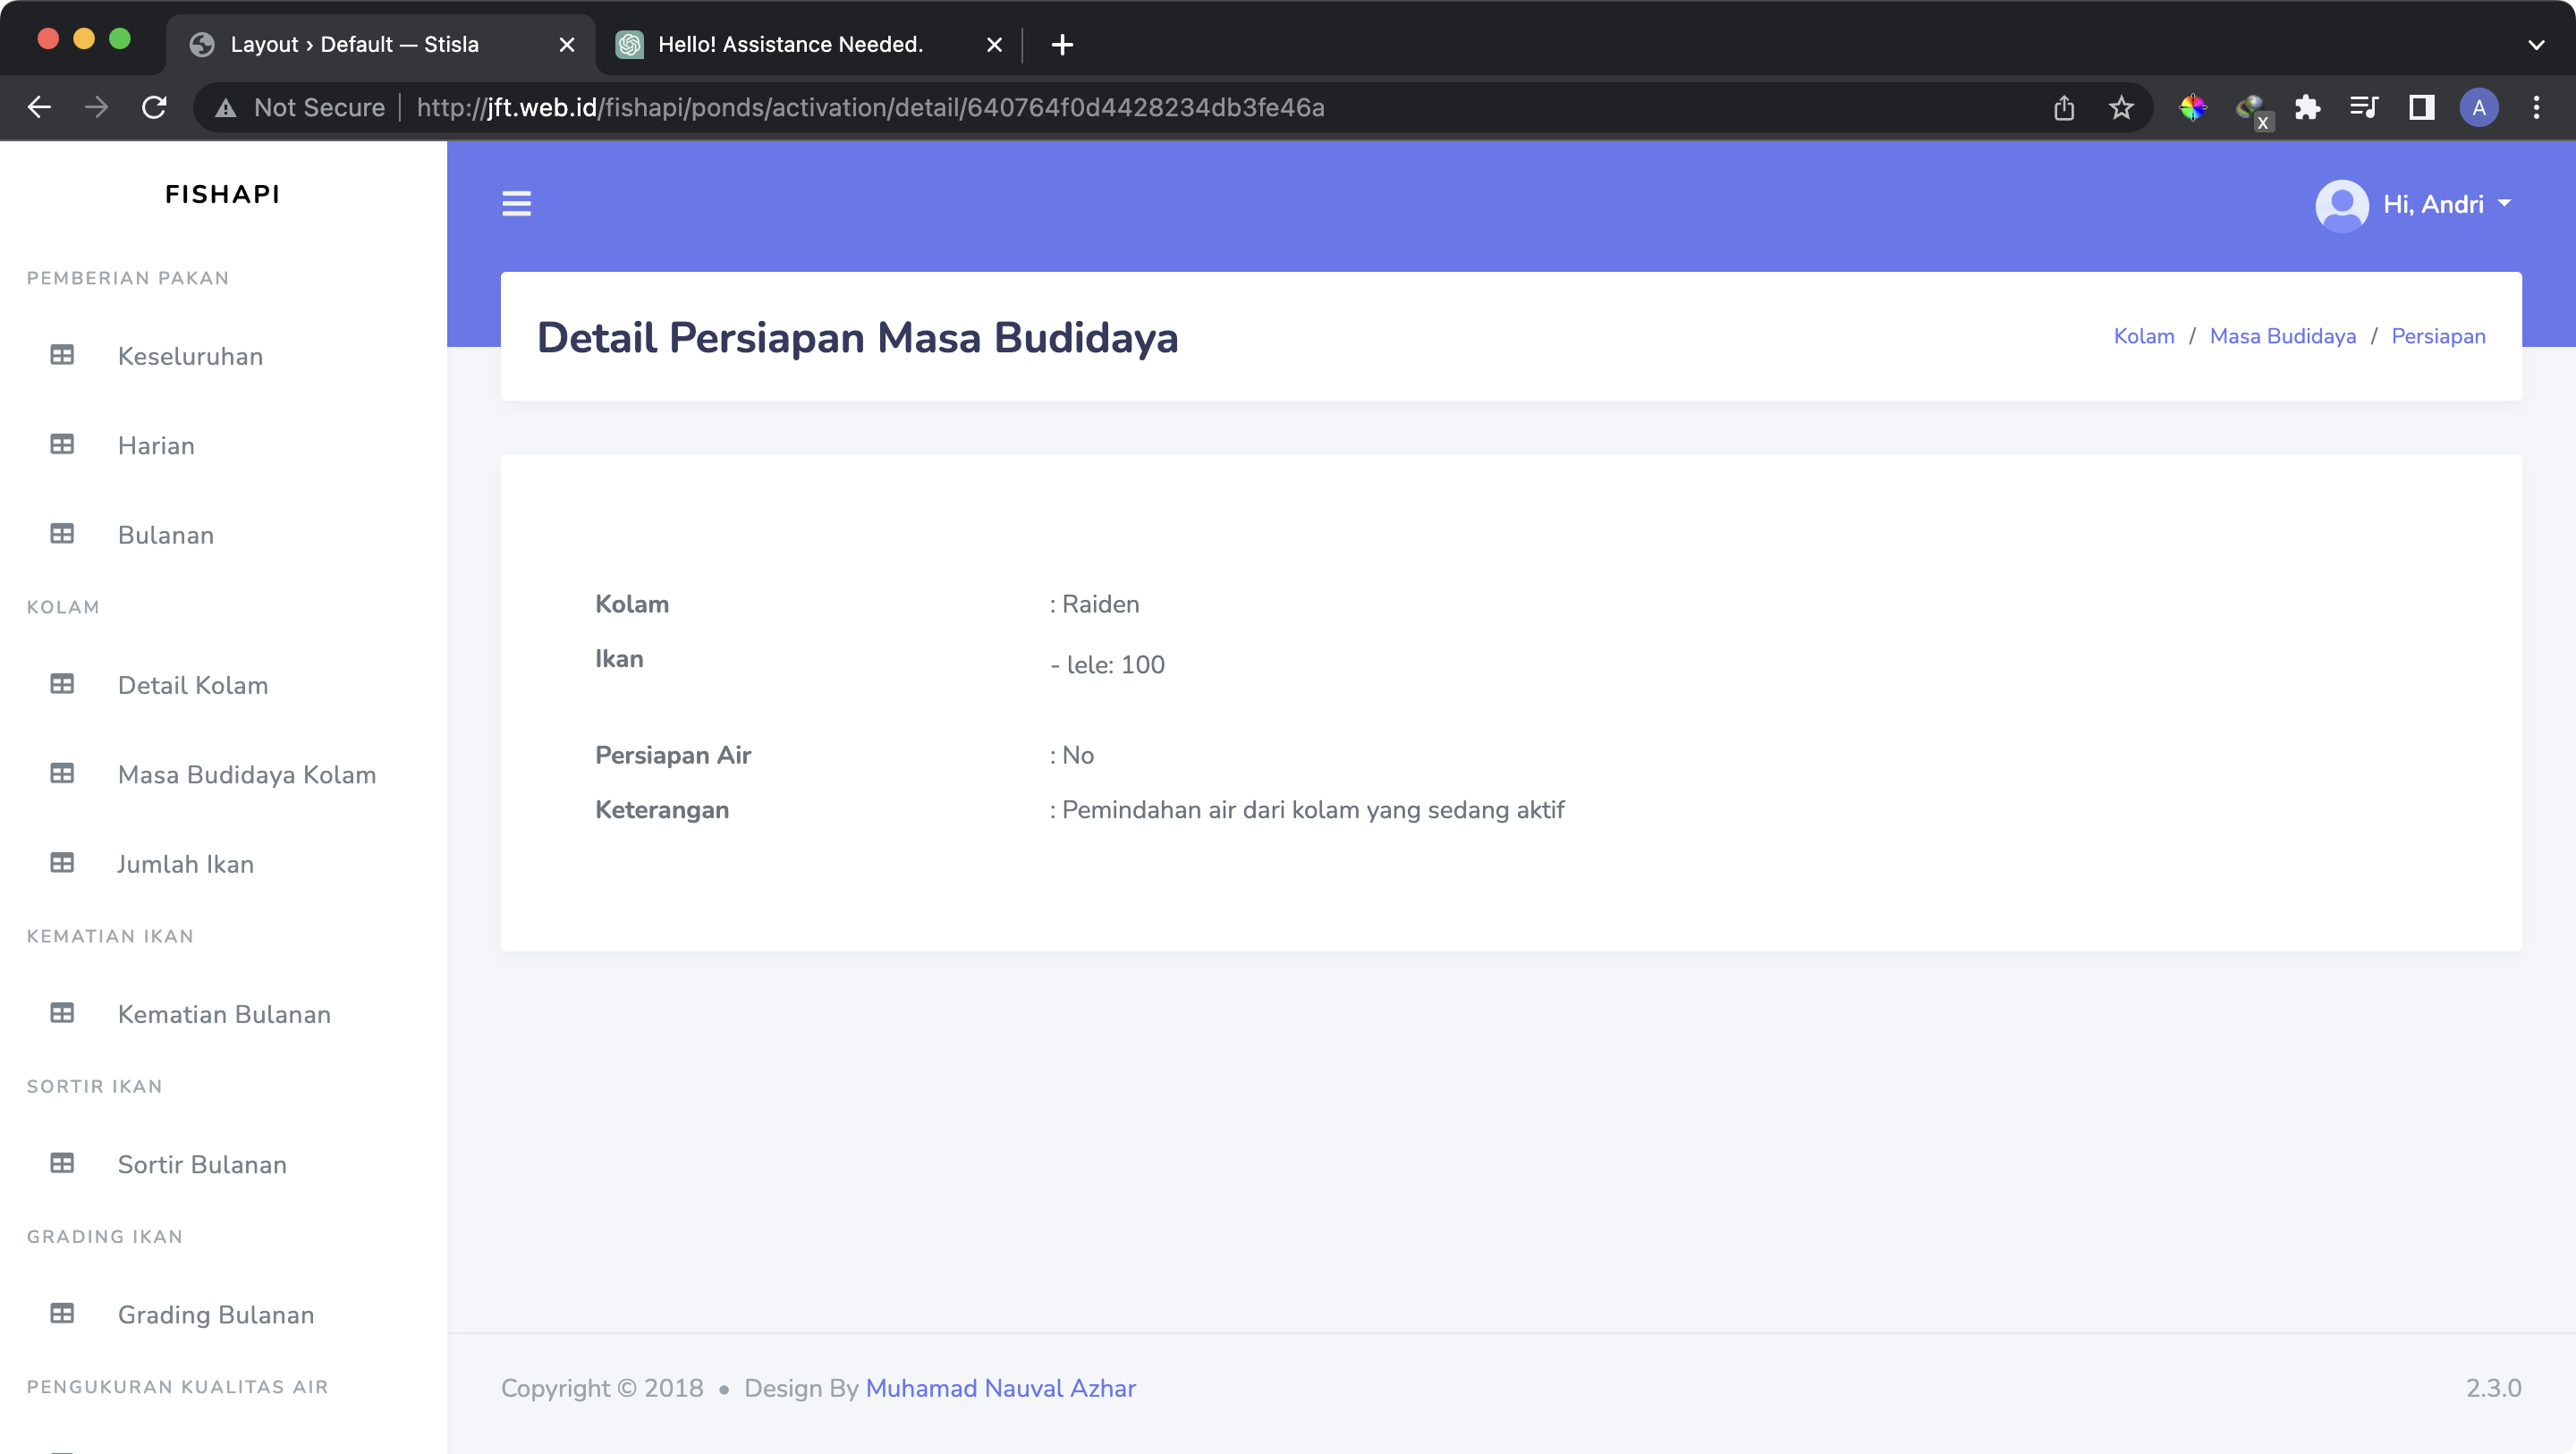 Layout › Default — Stisla
Hello! Assistance Needed.
Not Secure http://jft.web.id/fishapi/ponds/activation/detail/640764f0d4428234db3fe46a
X
A
FISHAPI
Hi, Andri
PEMBERIAN PAKAN
Keseluruhan
Harian
Bulanan
KOLAM
Detail Kolam
Masa Budidaya Kolam
Jumlah Ikan
KEMATIAN IKAN
Kematian Bulanan
SORTIR IKAN
Sortir Bulanan
GRADING IKAN
Grading Bulanan
PENGUKURAN KUALITAS AIR
Detail Persiapan Masa Budidaya
Kolam / Masa Budidaya / Persiapan
Kolam : Raiden
Ikan - lele: 100
Persiapan Air : No
Keterangan : Pemindahan air dari kolam yang sedang aktif
Copyright © 2018 • Design By Muhamad Nauval Azhar
2.3.0